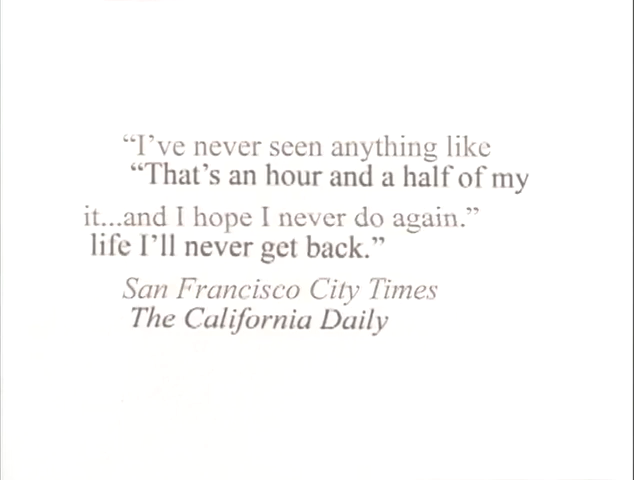 “I’ve never seen anything like
“That’s an hour and a half of my
it...and I hope I never do again.”
life I’ll never get back.”
San Francisco City Times
The California Daily